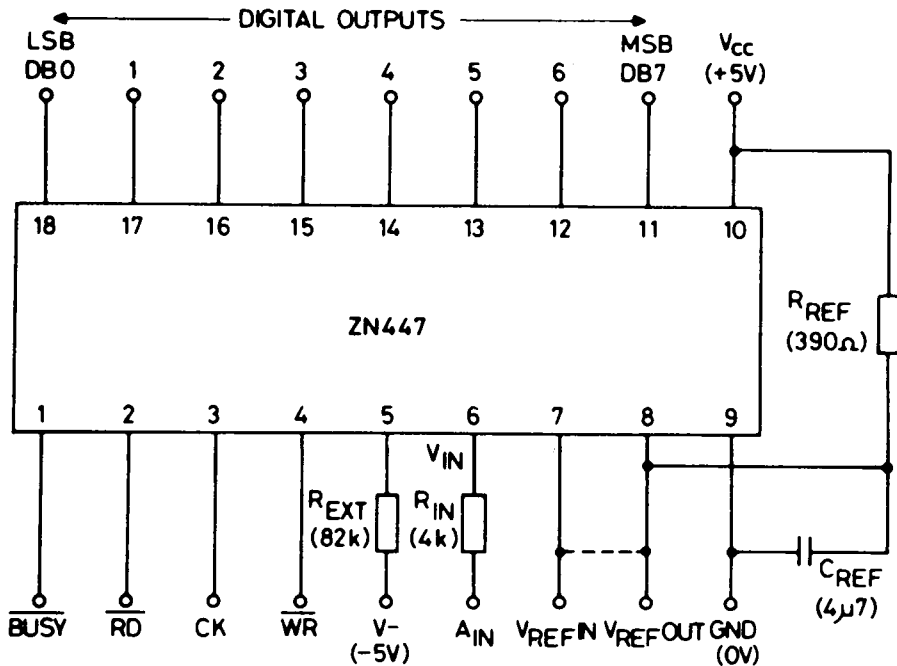 DIGITAL OUTPUTS
LSB MSB VCC
DB0 1 2 3 4 5 6 DB7 (+5V)
18 17 16 15 14 13 12 11 10
RREF
(390Ω)
ZN447
1 2 3 4 5 6 7 8 9
VIN
REXT RIN
(82k) (4k)
CREF
(4µ7)
BUSY RD CK WR V- AIN VREF IN VREF OUT GND
(-5V) (0V)